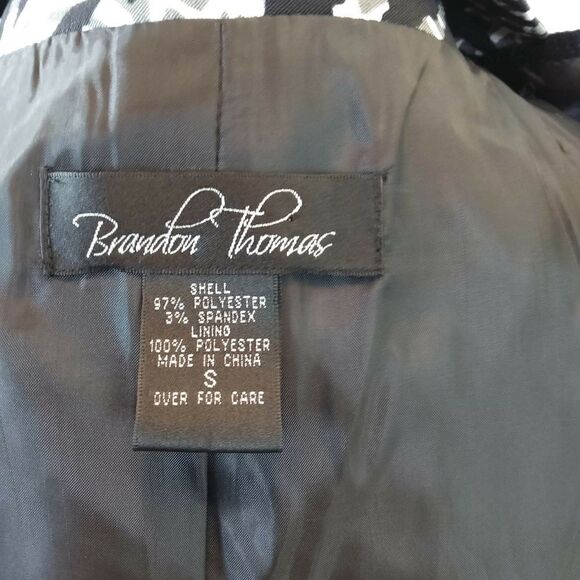 Brandon Thomas
SHELL
97% POLYESTER
3% SPANDEX
LINING
100% POLYESTER
MADE IN CHINA
S
OVER FOR CARE